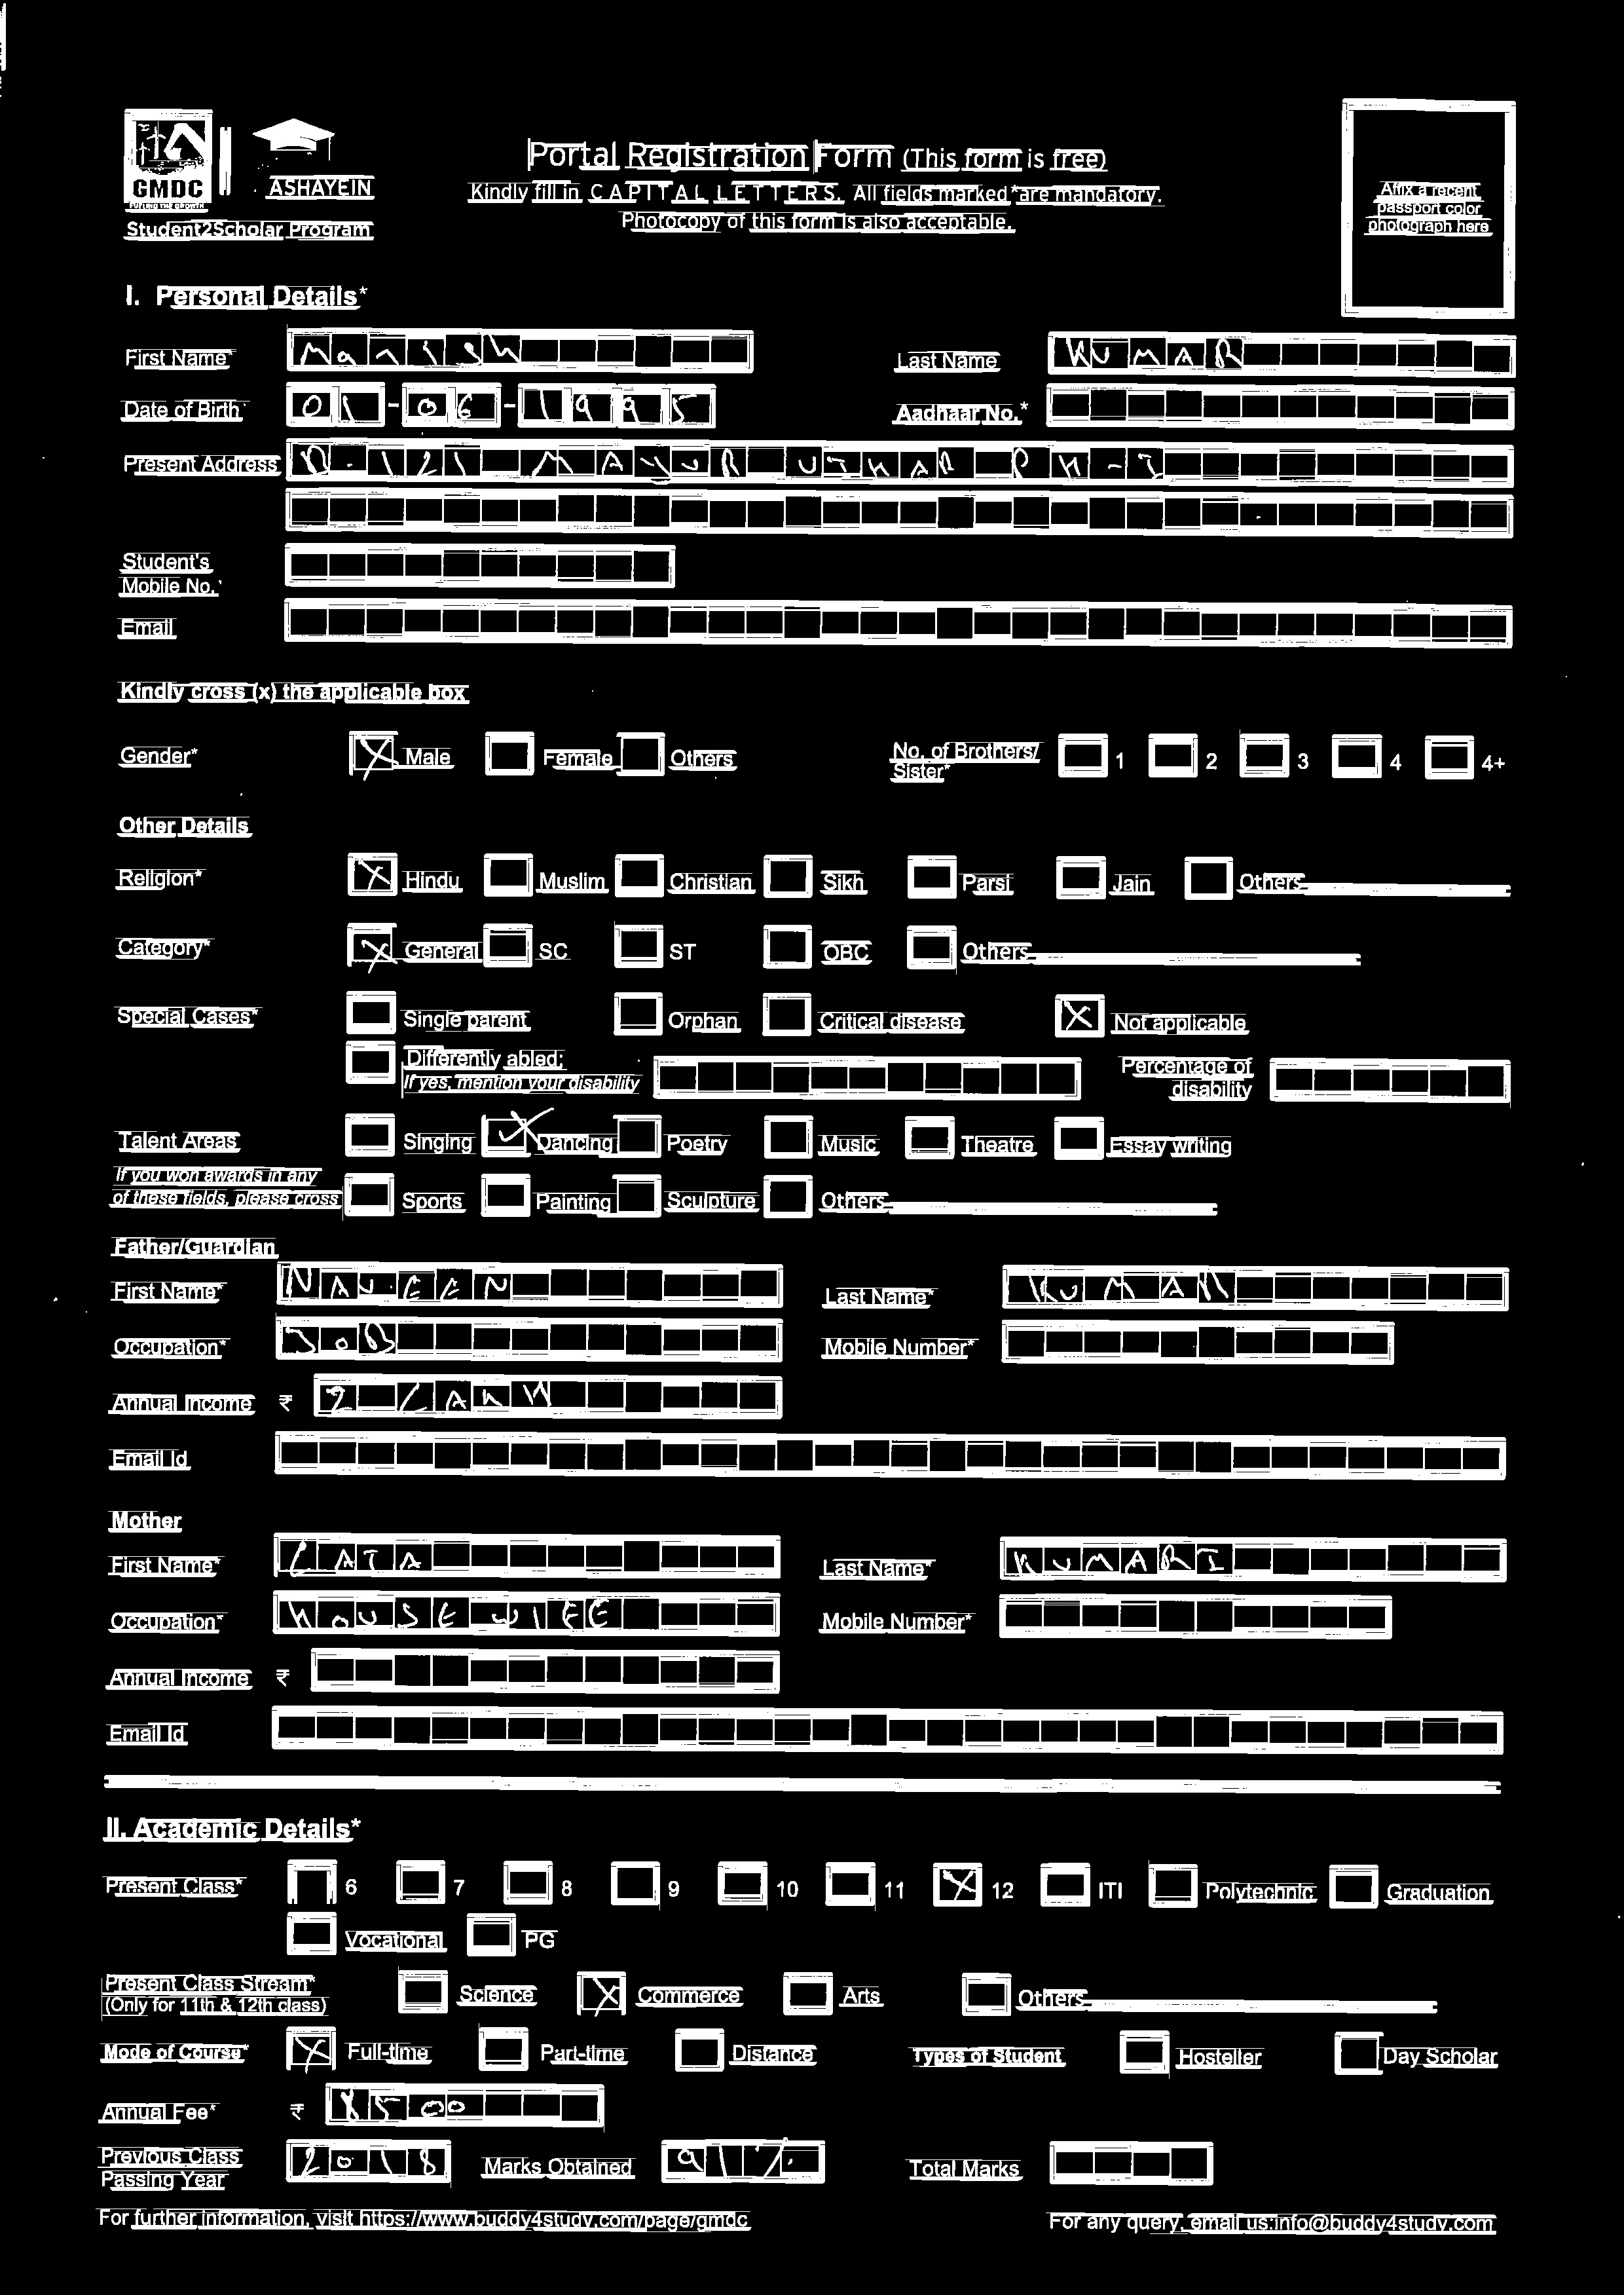 GMDC
FUELING THE GROWTH
ASHAYEIN
Student2Scholar Program
Portal Registration Form (This form is free)
Kindly fill in CAPITAL LETTERS. All fields marked*are mandatory.
Photocopy of this form is also acceptable.
Affix a recent
passport color
photograph here
I. Personal Details*
First Name* Manish Last Name KUMAR
Date of Birth* 01-06-1995 Aadhaar No.*
Present Address D-121 MAYUR VIHAR PH-I
Student's
Mobile No.*
Email
Kindly cross (x) the applicable box
Gender* X Male Female Others No. of Brothers/
Sister* 1 2 3 4 4+
Other Details
Religion* X Hindu Muslim Christian Sikh Parsi Jain Others
Category* X General SC ST OBC Others
Special Cases* Single parent Orphan Critical disease X Not applicable
Differently abled;
If yes, mention your disability
Percentage of
disability
Talent Areas Singing X Dancing Poetry Music Theatre Essay writing
If you won awards in any
of these fields, please cross Sports Painting Sculpture Others
Father/Guardian
First Name* NAVEEN Last Name* KUMAR
Occupation* JOB Mobile Number*
Annual Income ₹ 2 LAKH
Email Id
Mother
First Name* LATA Last Name* KUMARI
Occupation* HOUSE WIFE Mobile Number*
Annual Income ₹
Email Id
II. Academic Details*
Present Class* 6 7 8 9 10 11 X 12 ITI Polytechnic Graduation
Vocational PG
Present Class Stream*
(Only for 11th & 12th class) Science X Commerce Arts Others
Mode of Course* X Full-time Part-time Distance Types of Student Hosteller Day Scholar
Annual Fee* ₹ 8500
Previous Class
Passing Year 2018 Marks Obtained 91%. Total Marks
For further information, visit https://www.buddy4study.com/page/gmdc For any query, email us:info@buddy4study.com